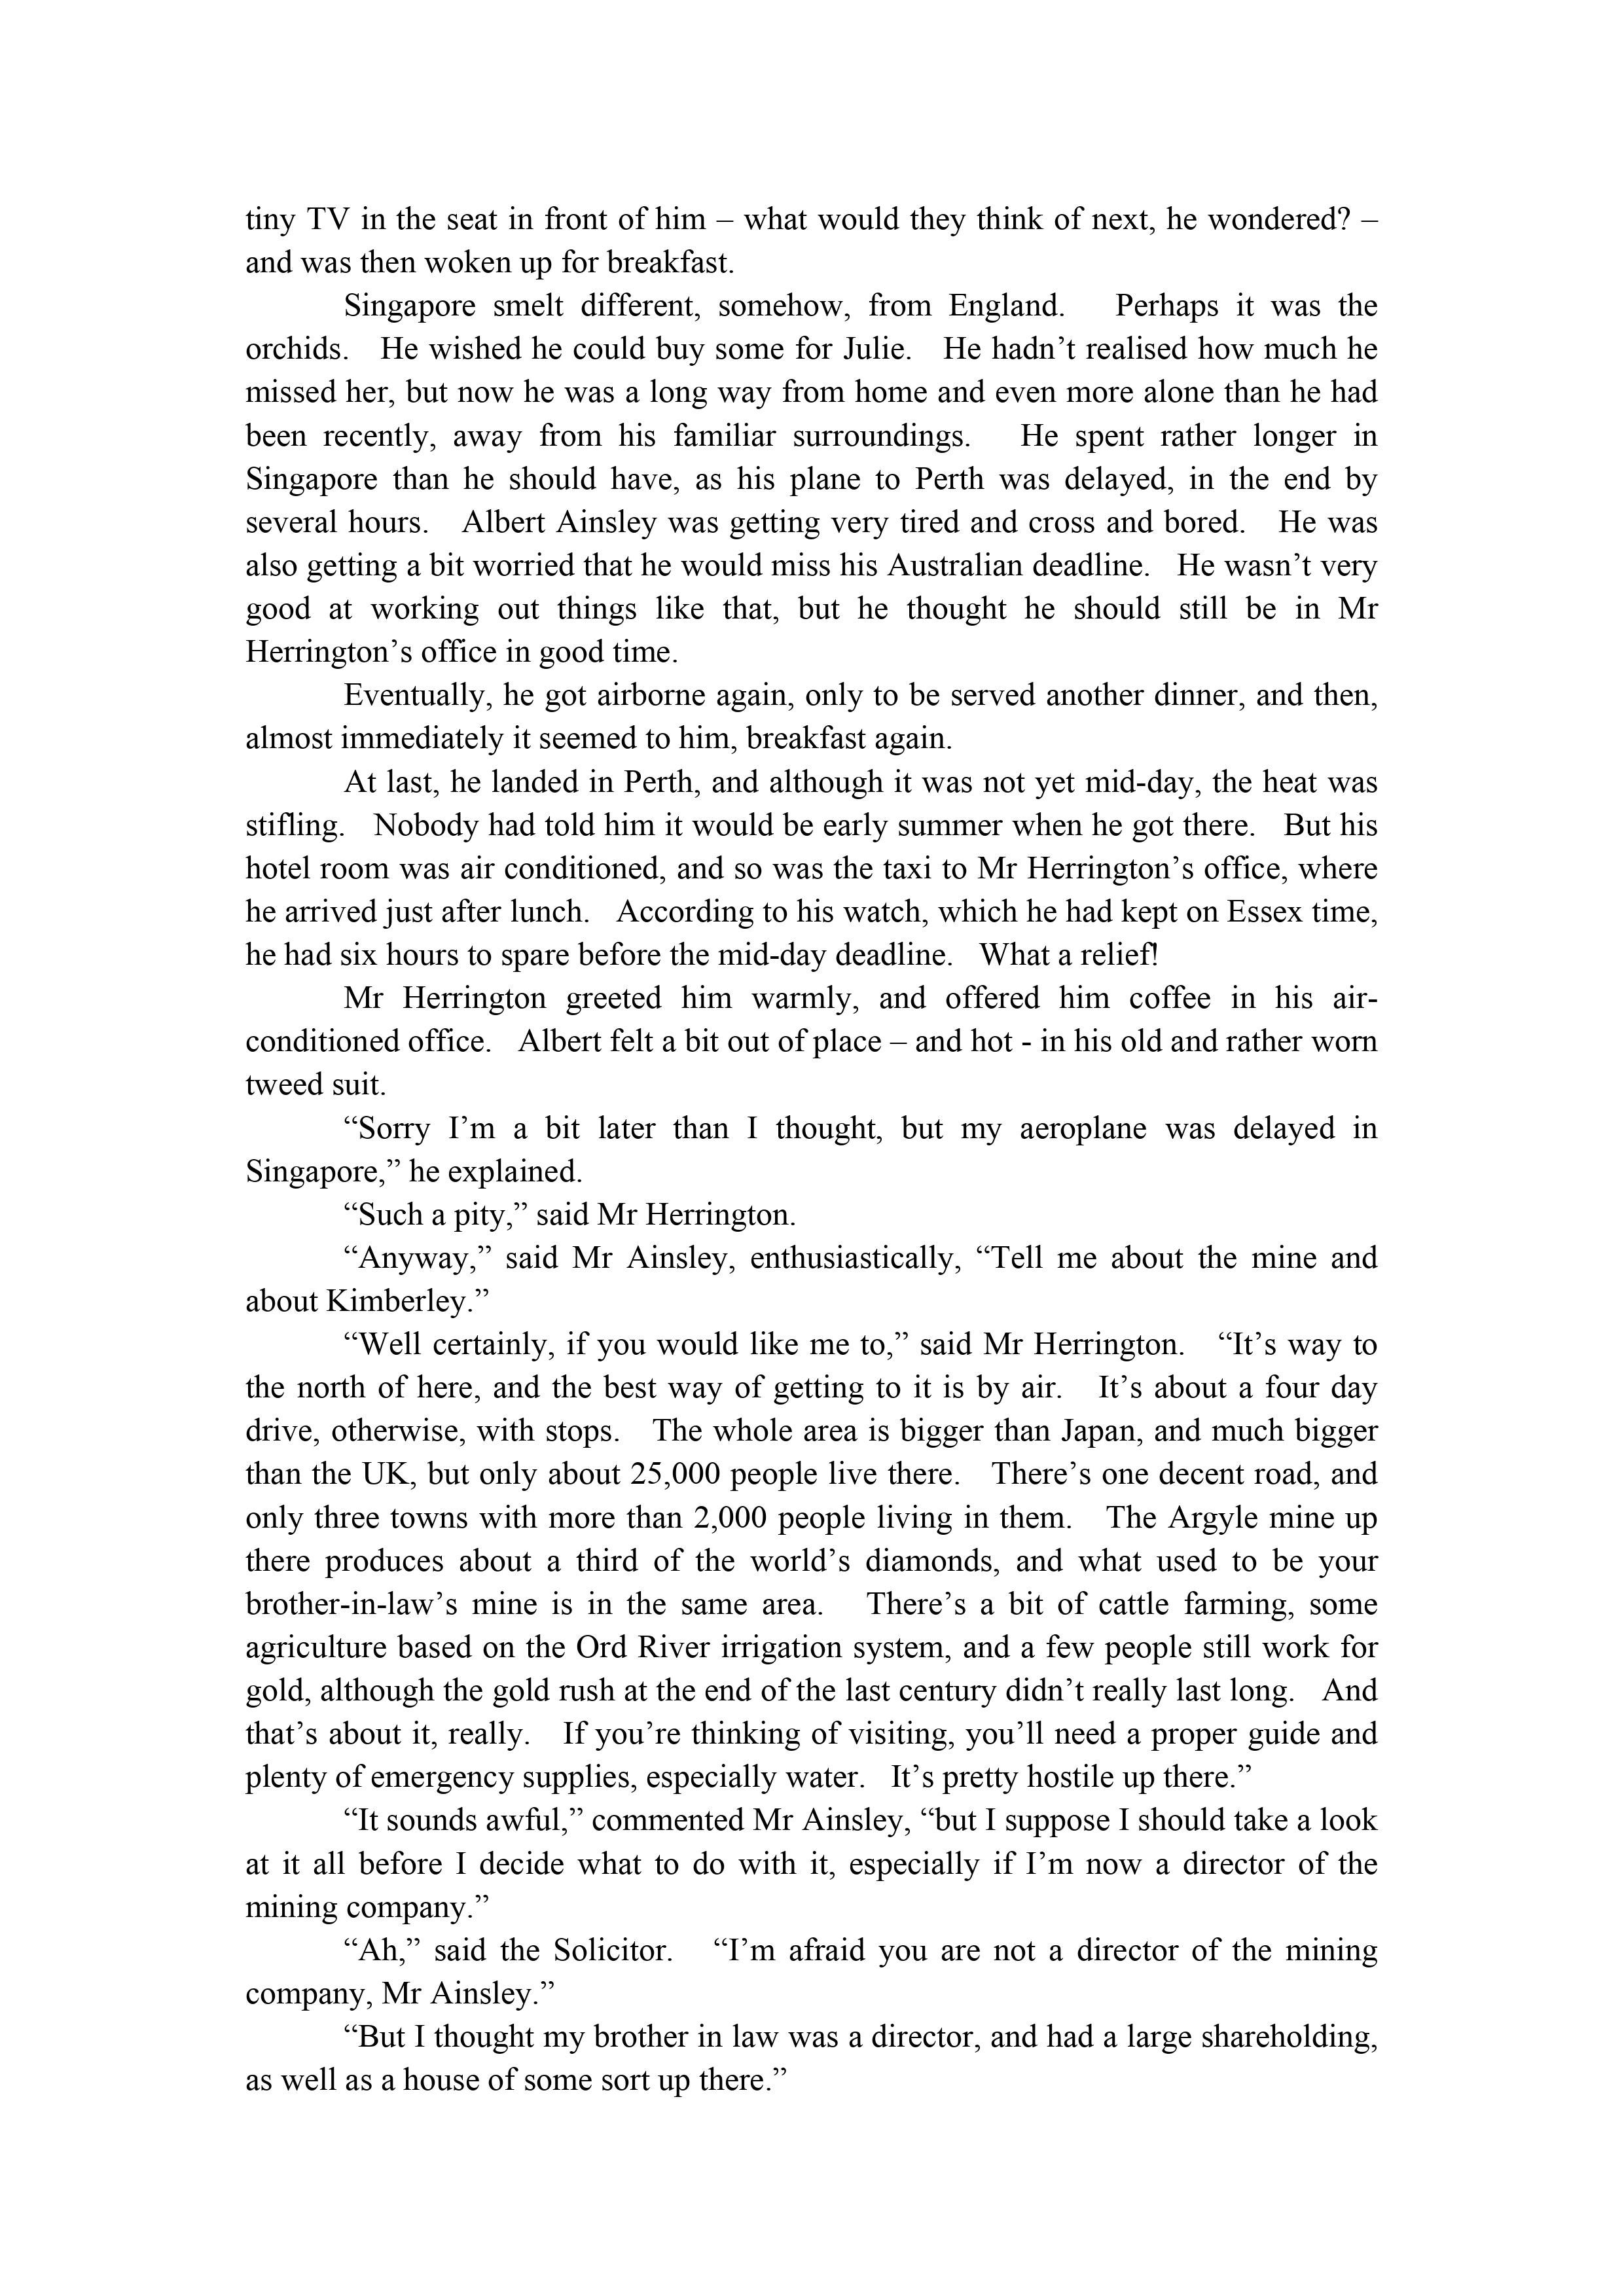 tiny TV in the seat in front of him – what would they think of next, he wondered? –
and was then woken up for breakfast.
Singapore smelt different, somehow, from England. Perhaps it was the
orchids. He wished he could buy some for Julie. He hadn’t realised how much he
missed her, but now he was a long way from home and even more alone than he had
been recently, away from his familiar surroundings. He spent rather longer in
Singapore than he should have, as his plane to Perth was delayed, in the end by
several hours. Albert Ainsley was getting very tired and cross and bored. He was
also getting a bit worried that he would miss his Australian deadline. He wasn’t very
good at working out things like that, but he thought he should still be in Mr
Herrington’s office in good time.
Eventually, he got airborne again, only to be served another dinner, and then,
almost immediately it seemed to him, breakfast again.
At last, he landed in Perth, and although it was not yet mid-day, the heat was
stifling. Nobody had told him it would be early summer when he got there. But his
hotel room was air conditioned, and so was the taxi to Mr Herrington’s office, where
he arrived just after lunch. According to his watch, which he had kept on Essex time,
he had six hours to spare before the mid-day deadline. What a relief!
Mr Herrington greeted him warmly, and offered him coffee in his air-
conditioned office. Albert felt a bit out of place – and hot - in his old and rather worn
tweed suit.
“Sorry I’m a bit later than I thought, but my aeroplane was delayed in
Singapore,” he explained.
“Such a pity,” said Mr Herrington.
“Anyway,” said Mr Ainsley, enthusiastically, “Tell me about the mine and
about Kimberley.”
“Well certainly, if you would like me to,” said Mr Herrington. “It’s way to
the north of here, and the best way of getting to it is by air. It’s about a four day
drive, otherwise, with stops. The whole area is bigger than Japan, and much bigger
than the UK, but only about 25,000 people live there. There’s one decent road, and
only three towns with more than 2,000 people living in them. The Argyle mine up
there produces about a third of the world’s diamonds, and what used to be your
brother-in-law’s mine is in the same area. There’s a bit of cattle farming, some
agriculture based on the Ord River irrigation system, and a few people still work for
gold, although the gold rush at the end of the last century didn’t really last long. And
that’s about it, really. If you’re thinking of visiting, you’ll need a proper guide and
plenty of emergency supplies, especially water. It’s pretty hostile up there.”
“It sounds awful,” commented Mr Ainsley, “but I suppose I should take a look
at it all before I decide what to do with it, especially if I’m now a director of the
mining company.”
“Ah,” said the Solicitor. “I’m afraid you are not a director of the mining
company, Mr Ainsley.”
“But I thought my brother in law was a director, and had a large shareholding,
as well as a house of some sort up there.”